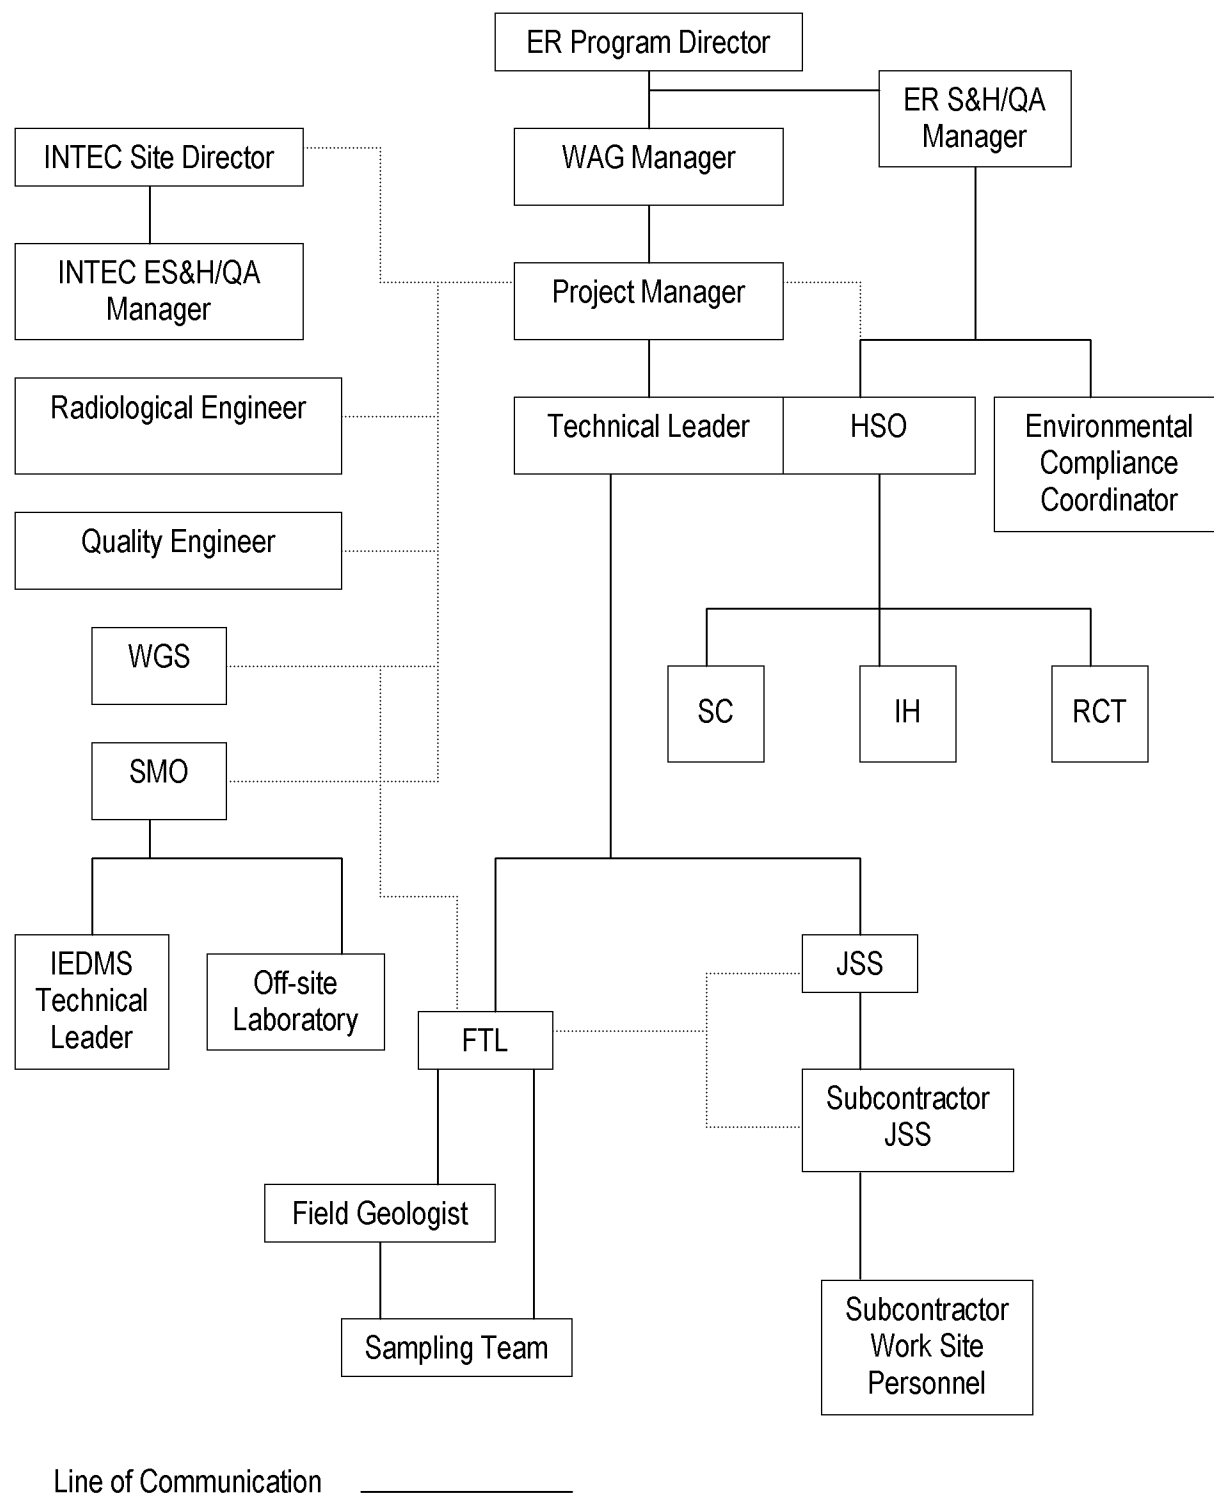 ER Program Director
ER S&H/QA
Manager
INTEC Site Director
WAG Manager
INTEC ES&H/QA
Manager
Project Manager
Radiological Engineer
Technical Leader
HSO
Environmental
Compliance
Coordinator
Quality Engineer
WGS
SC
IH
RCT
SMO
IEDMS
Technical
Leader
Off-site
Laboratory
JSS
FTL
Subcontractor
JSS
Field Geologist
Sampling Team
Subcontractor
Work Site
Personnel
Line of Communication